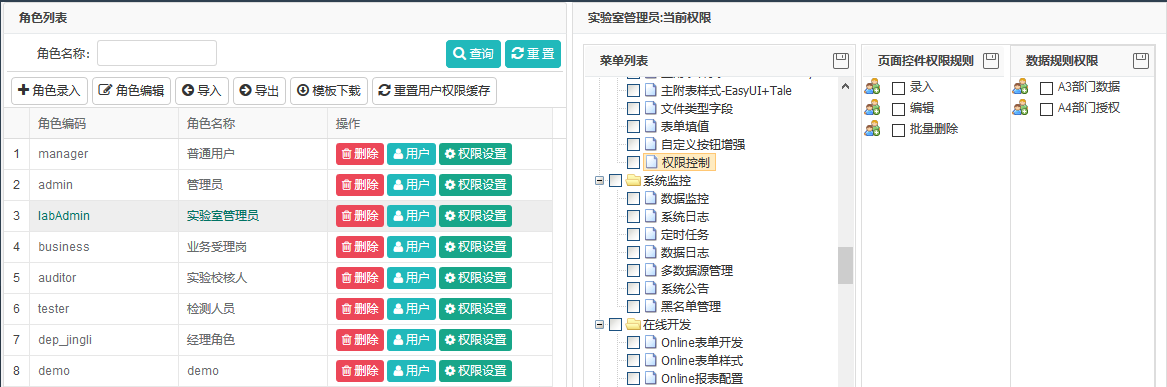 角色列表
角色名称:
查询
重置
角色录入
角色编辑
导入
导出
模板下载
重置用户权限缓存
角色编码 角色名称 操作
1 manager 普通用户 删除 用户 权限设置
2 admin 管理员 删除 用户 权限设置
3 labAdmin 实验室管理员 删除 用户 权限设置
4 business 业务受理岗 删除 用户 权限设置
5 auditor 实验校核人 删除 用户 权限设置
6 tester 检测人员 删除 用户 权限设置
7 dep_jingli 经理角色 删除 用户 权限设置
8 demo demo 删除 用户 权限设置
实验室管理员:当前权限
菜单列表
主附表样式-EasyUI+Tale
文件类型字段
表单填值
自定义按钮增强
权限控制
系统监控
数据监控
系统日志
定时任务
数据日志
多数据源管理
系统公告
黑名单管理
在线开发
Online表单开发
Online表单样式
Online报表配置
页面控件权限规则
录入
编辑
批量删除
数据规则权限
A3部门数据
A4部门授权